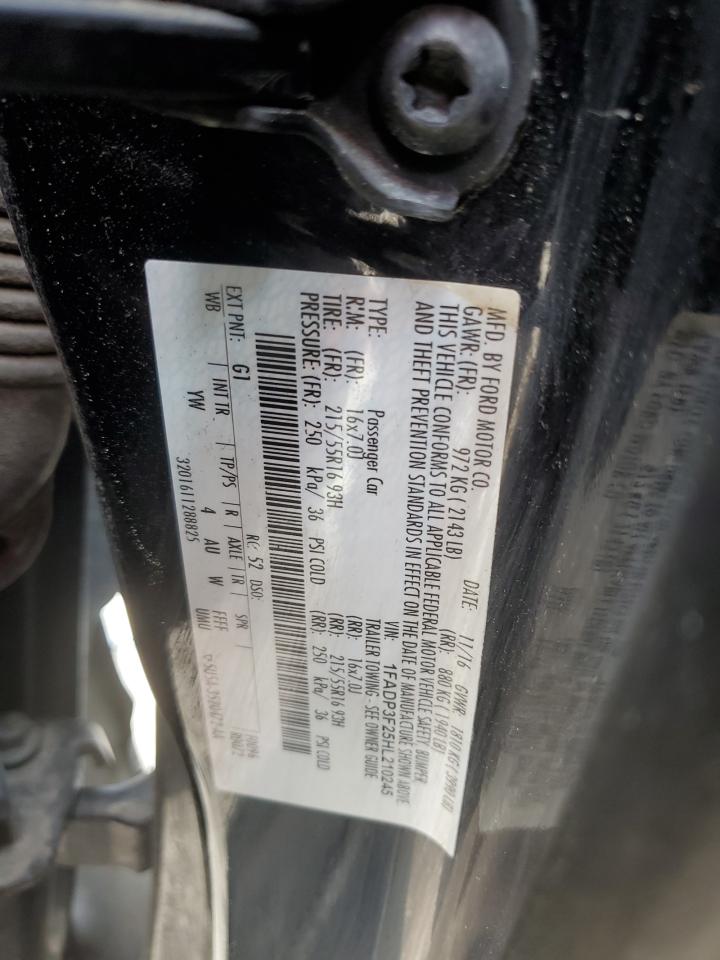 MFD. BY FORD MOTOR CO.
DATE: 11/16 GVWR: 1810 KG ( 3990 LB)
GAWR: (FR): 972 KG ( 2143 LB) (RR): 880 KG ( 1940 LB)
THIS VEHICLE CONFORMS TO ALL APPLICABLE FEDERAL MOTOR VEHICLE SAFETY, BUMPER
AND THEFT PREVENTION STANDARDS IN EFFECT ON THE DATE OF MANUFACTURE SHOWN ABOVE.
VIN: 1FADP3F25HL210245
TYPE: Passenger Car TRAILER TOWING - SEE OWNER GUIDE
R.M: (FR): 16x7.0J (RR): 16x7.0J
TIRE: (FR): 215/55R16 93H (RR): 215/55R16 93H
PRESSURE: (FR): 250 kPa/ 36 PSI COLD (RR): 250 kPa/ 36 PSI COLD
RC: 52 DSO:
EXT PNT: G1
WB | INT TR | TP/PS | R | AXLE | TR | SPR |
YW 4 AU W FFFF
UMU
3201611288825